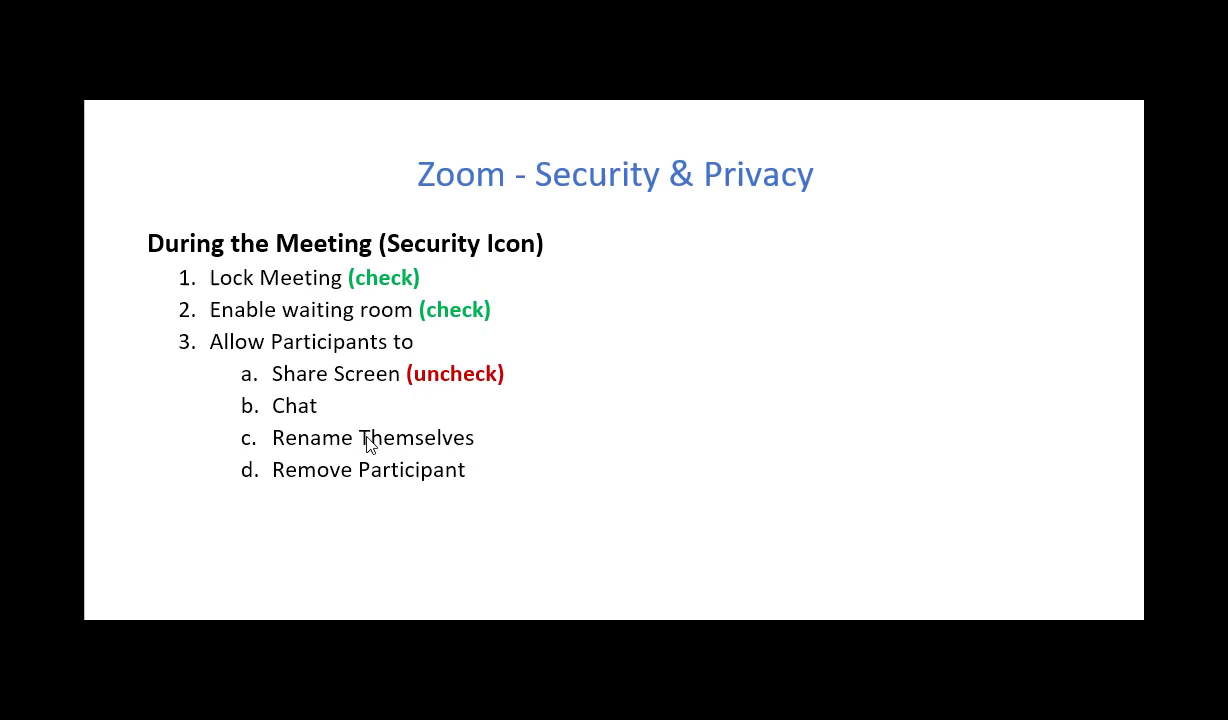 Zoom - Security & Privacy
During the Meeting (Security Icon)
1. Lock Meeting (check)
2. Enable waiting room (check)
3. Allow Participants to
a. Share Screen (uncheck)
b. Chat
c. Rename Themselves
d. Remove Participant